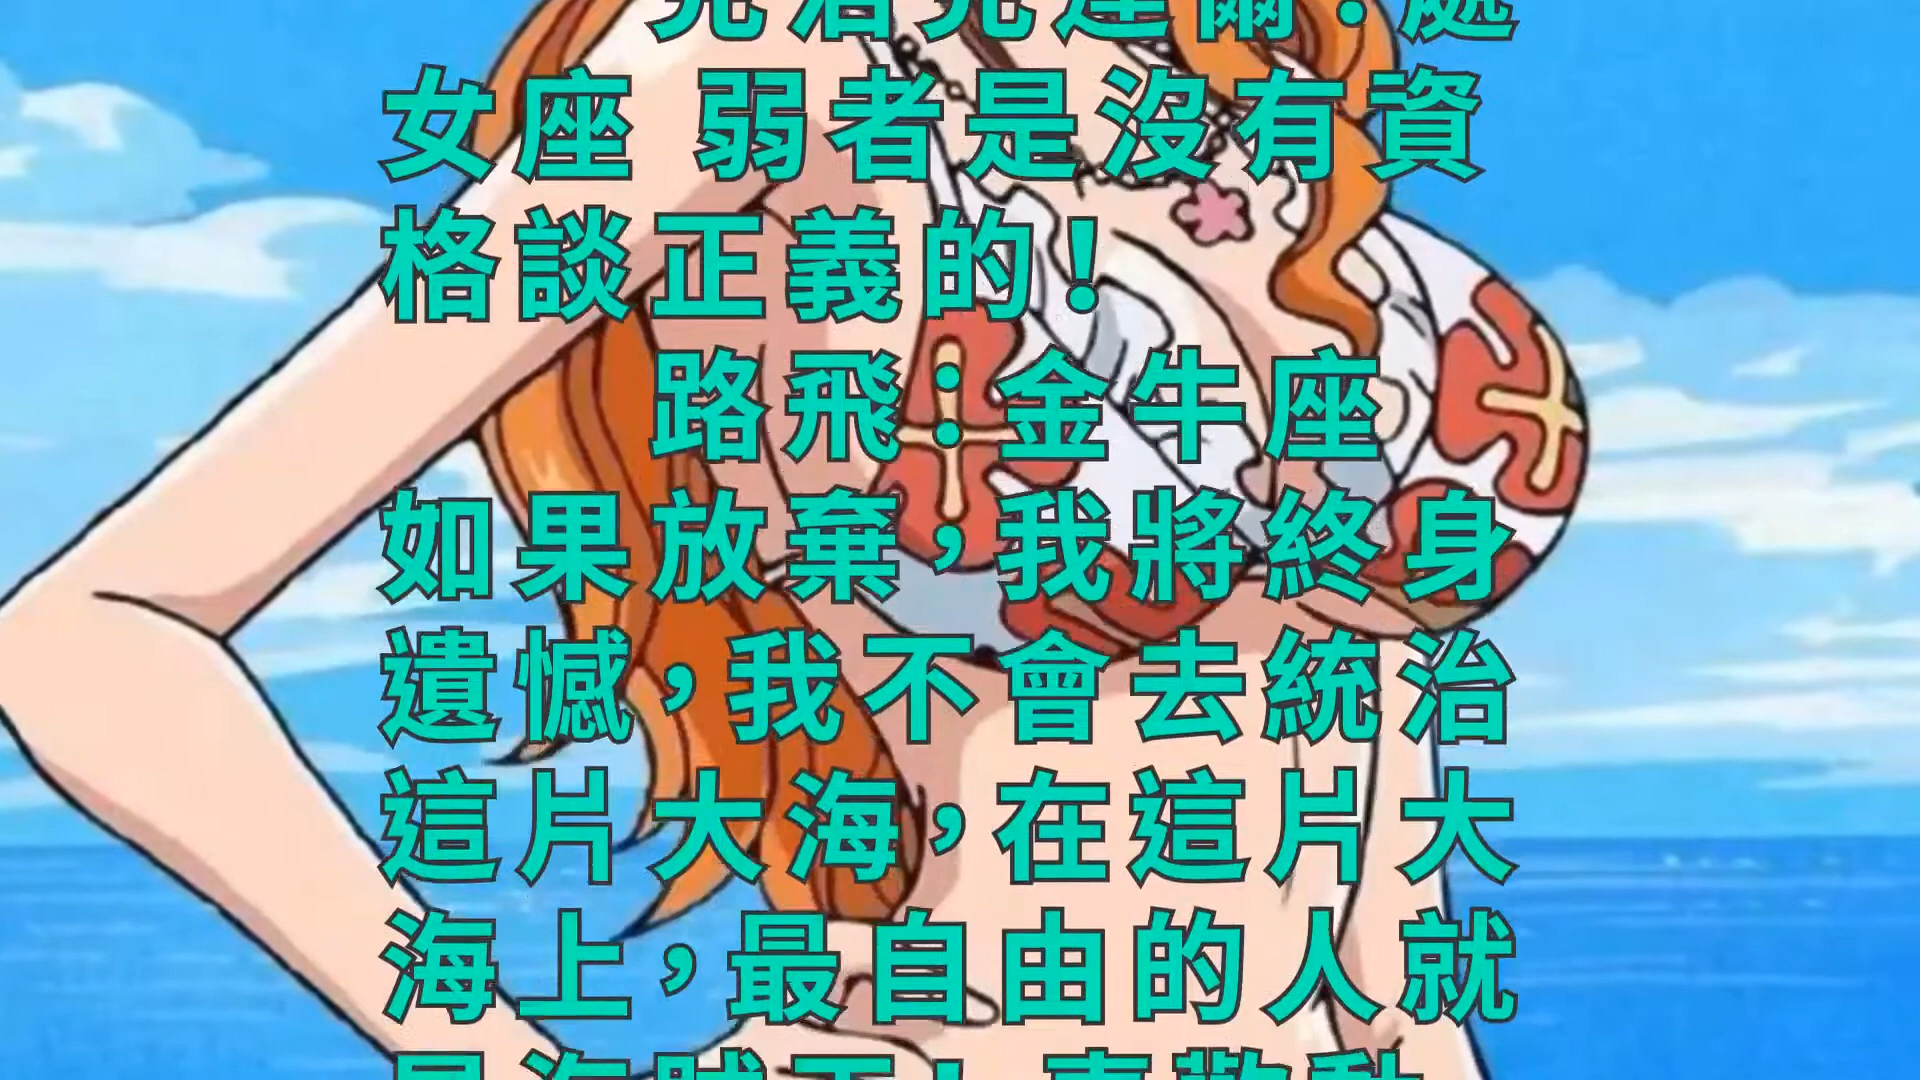 女座 弱者是沒有資
格談正義的！
路飛：金牛座
如果放棄，我將終身
遺憾，我不會去統治
這片大海，在這片大
海上，最自由的人就